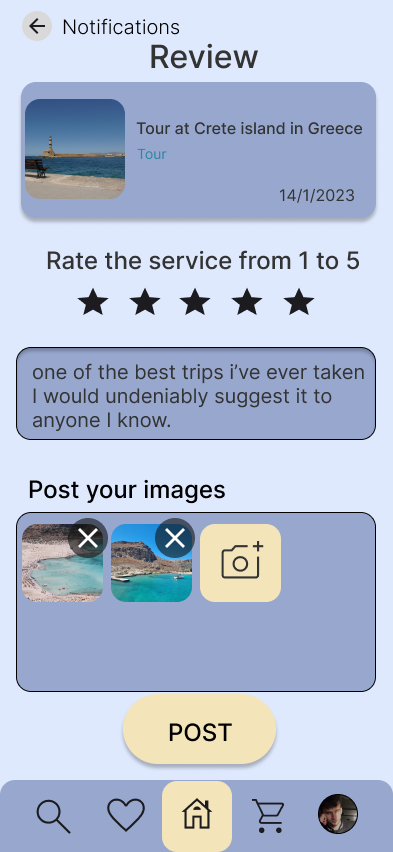 Notifications
Review
Tour at Crete island in Greece
Tour
14/1/2023
Rate the service from 1 to 5
one of the best trips i've ever taken
I would undeniably suggest it to
anyone I know.
Post your images
POST